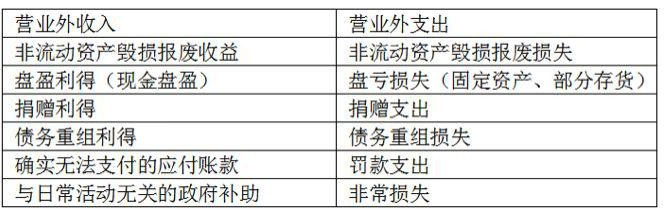 营业外收入 营业外支出
非流动资产毁损报废收益 非流动资产毁损报废损失
盘盈利得（现金盘盈） 盘亏损失（固定资产、部分存货）
捐赠利得 捐赠支出
债务重组利得 债务重组损失
确实无法支付的应付账款 罚款支出
与日常活动无关的政府补助 非常损失